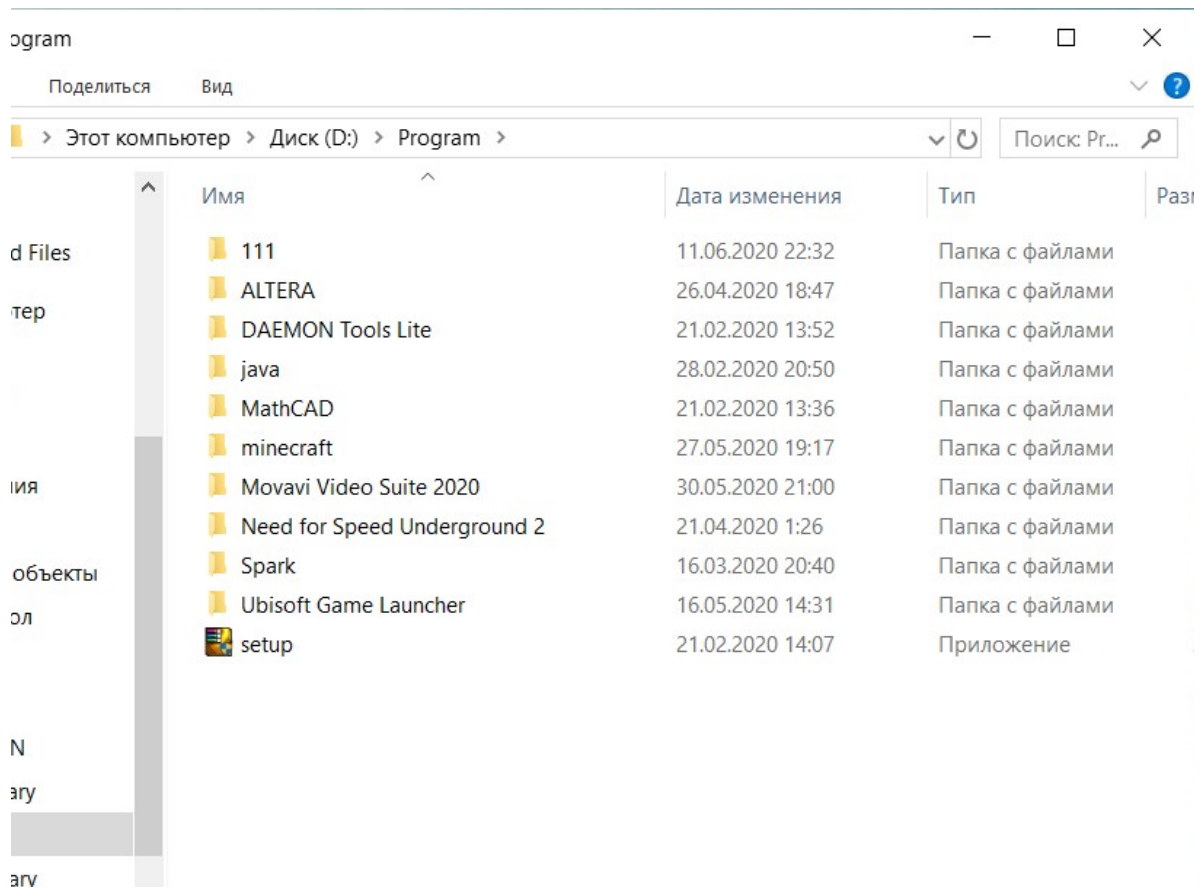 ogram
Поделиться Вид
?
Этот компьютер > Диск (D:) > Program >
Поиск: Pr...
Имя Дата изменения Тип Разм
111 11.06.2020 22:32 Папка с файлами
ALTERA 26.04.2020 18:47 Папка с файлами
DAEMON Tools Lite 21.02.2020 13:52 Папка с файлами
java 28.02.2020 20:50 Папка с файлами
MathCAD 21.02.2020 13:36 Папка с файлами
minecraft 27.05.2020 19:17 Папка с файлами
Movavi Video Suite 2020 30.05.2020 21:00 Папка с файлами
Need for Speed Underground 2 21.04.2020 1:26 Папка с файлами
Spark 16.03.2020 20:40 Папка с файлами
Ubisoft Game Launcher 16.05.2020 14:31 Папка с файлами
setup 21.02.2020 14:07 Приложение
d Files
тер
ия
объекты
ол
N
ary
ary